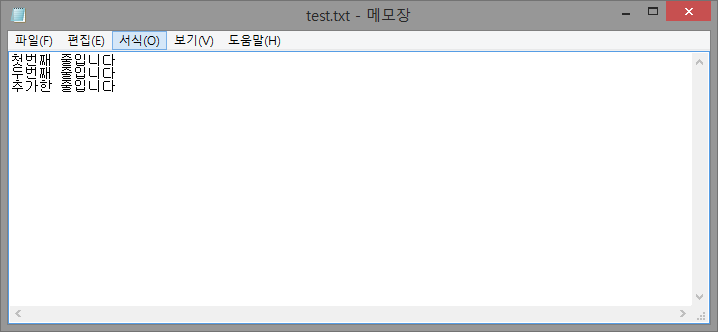 test.txt - 메모장
파일(F) 편집(E) 서식(O) 보기(V) 도움말(H)
첫번째 줄입니다
두번째 줄입니다
추가한 줄입니다